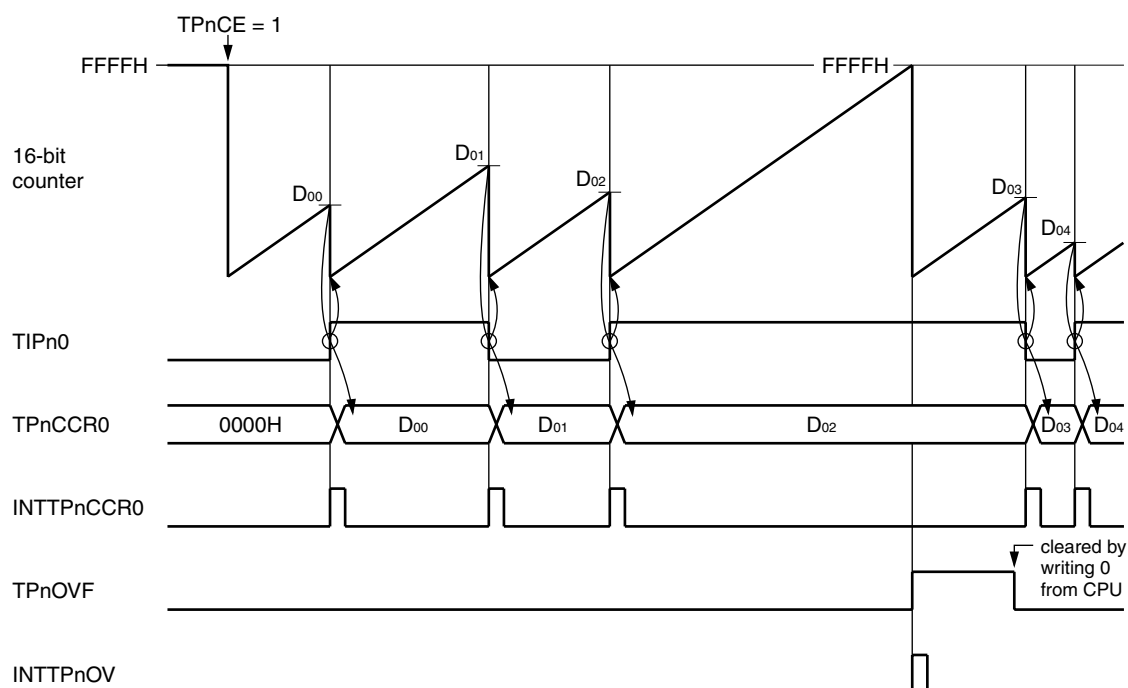 TPnCE = 1
FFFFH
FFFFH
16-bit
counter
D00
D01
D02
D03
D04
TIPn0
TPnCCR0
0000H
D00
D01
D02
D03
D04
INTTPnCCR0
TPnOVF
cleared by
writing 0
from CPU
INTTPnOV